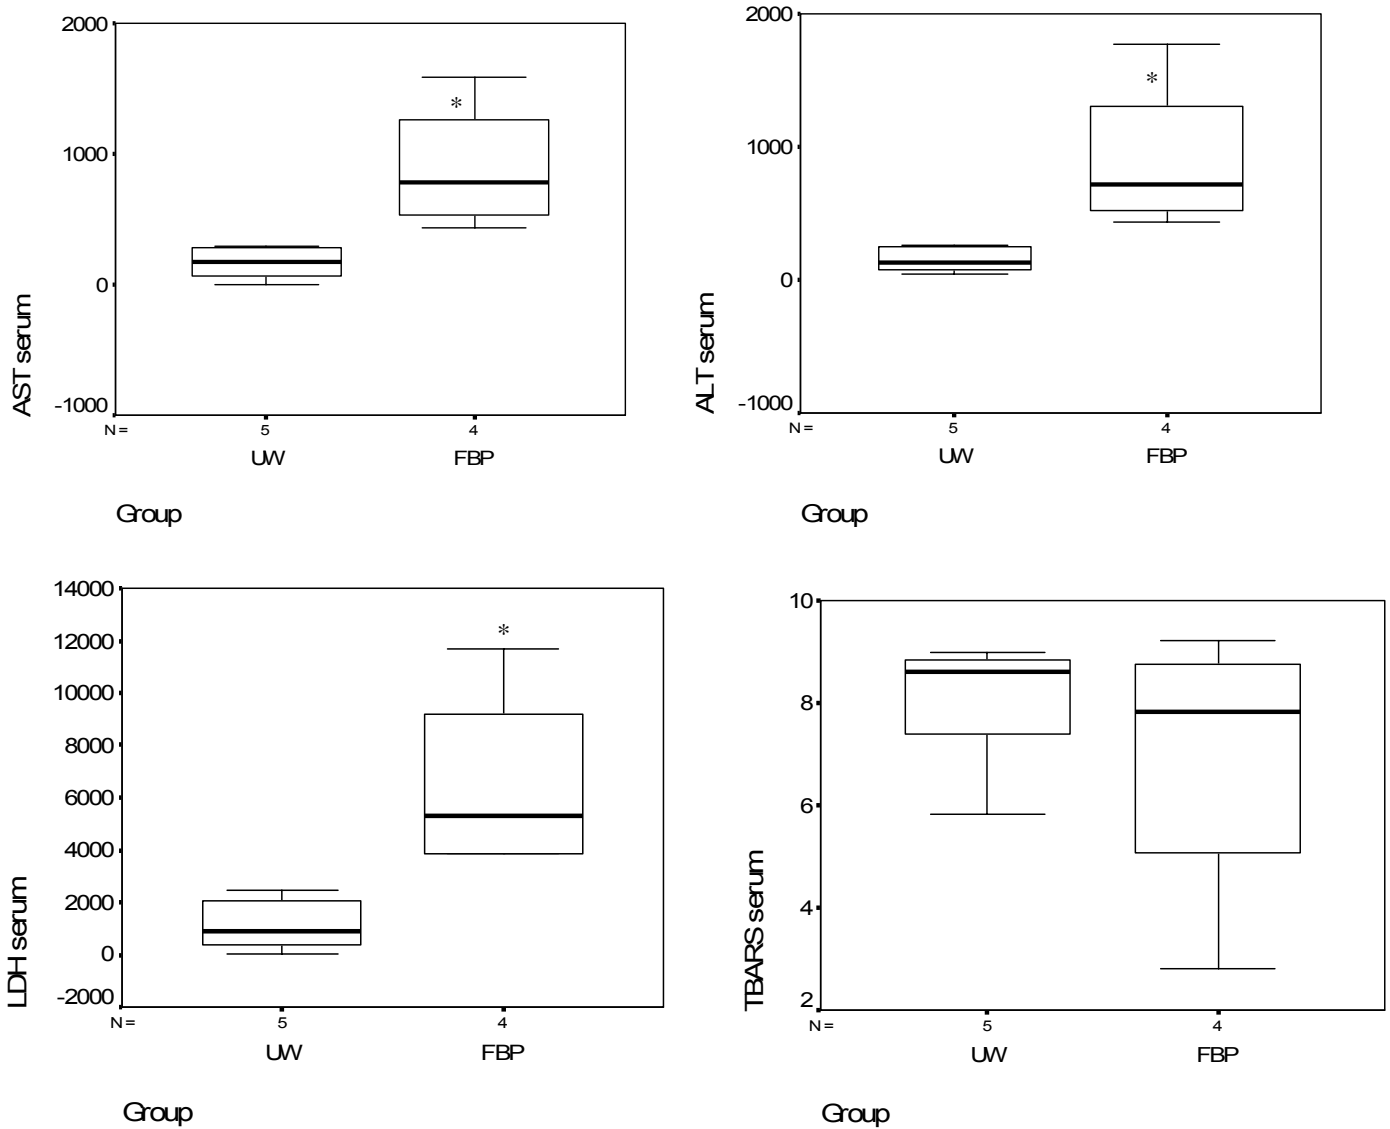 2000
1000
0
-1000
AST serum
*
N =
5
4
UW
FBP
Group
2000
1000
0
-1000
ALT serum
*
N =
5
4
UW
FBP
Group
14000
12000
10000
8000
6000
4000
2000
0
-2000
LDH serum
*
N =
5
4
UW
FBP
Group
10
8
6
4
2
TBARS serum
N =
5
4
UW
FBP
Group